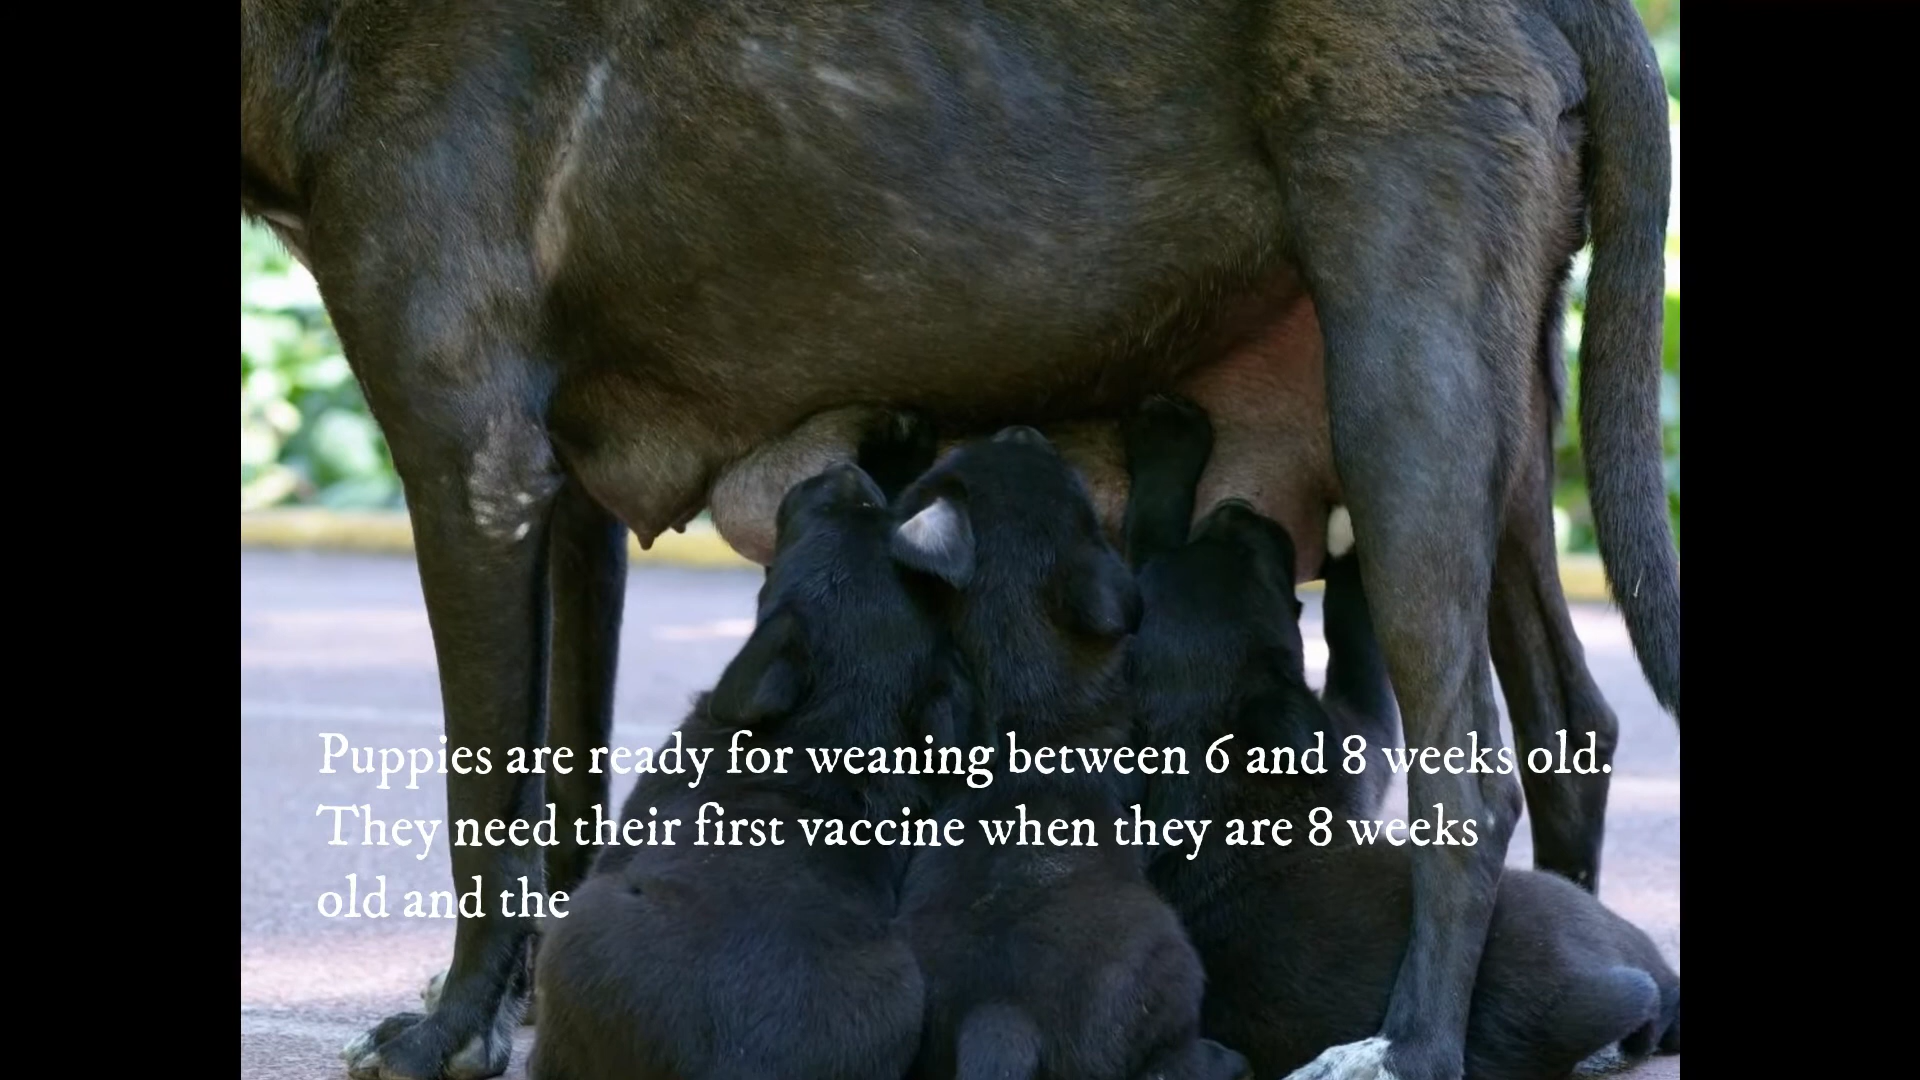 Puppies are ready for weaning between 6 and 8 weeks old.
They need their first vaccine when they are 8 weeks
old and the